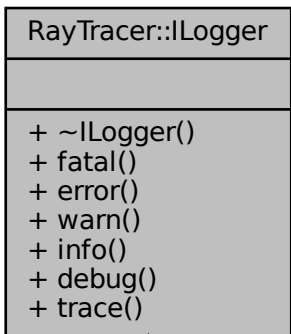 RayTracer::ILogger
+ ~ILogger()
+ fatal()
+ error()
+ warn()
+ info()
+ debug()
+ trace()